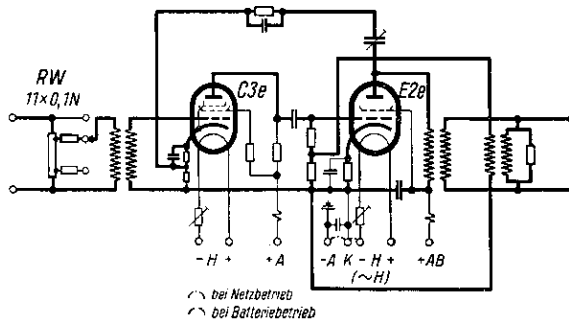 RW
11×0,1N
C3e
E2e
- H +
+A
-A K - H +
(~H)
+AB
bei Netzbetrieb
bei Batteriebetrieb